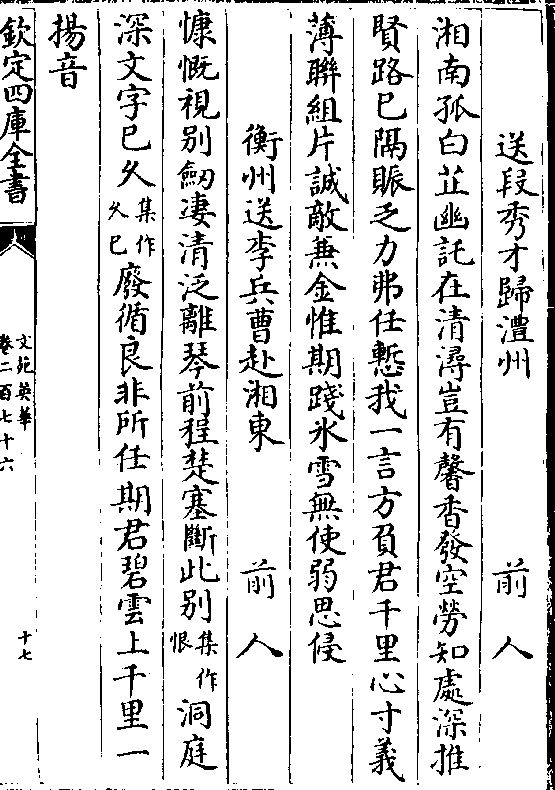 送段秀才歸澧州　前人
湘南孤白芷幽託在清潯豈有馨香發空勞知處深推
賢路已隔賑乏力弗任慙我一言方負君千里心寸義
薄聯組片誠敵兼金惟期踐氷雪無使弱思侵
衡州送李兵曹赴湘東　前人
慷慨視别劒凄清泛離琴前程楚塞斷此别集作恨洞庭
深文字已久集作久已廢循良非所任期君碧雲上千里一
揚音
欽定四庫全書
文苑英華
卷二百七十六
十七